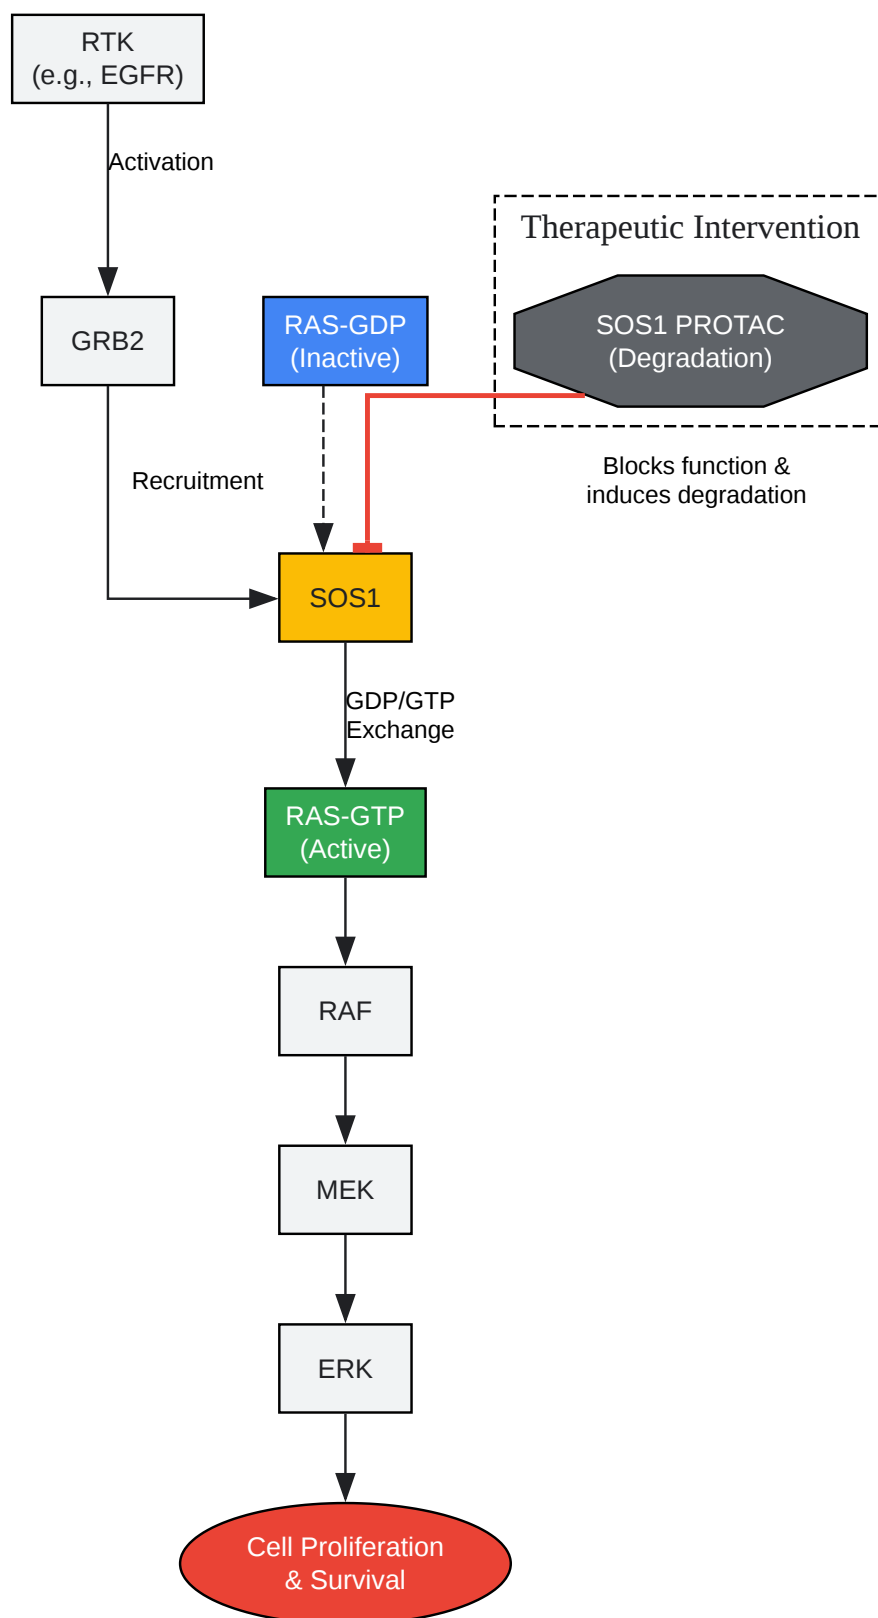 RTK
(e.g., EGFR)
Activation
Therapeutic Intervention
GRB2
RAS-GDP
(Inactive)
SOS1 PROTAC
(Degradation)
Recruitment
Blocks function &
induces degradation
SOS1
GDP/GTP
Exchange
RAS-GTP
(Active)
RAF
MEK
ERK
Cell Proliferation
& Survival